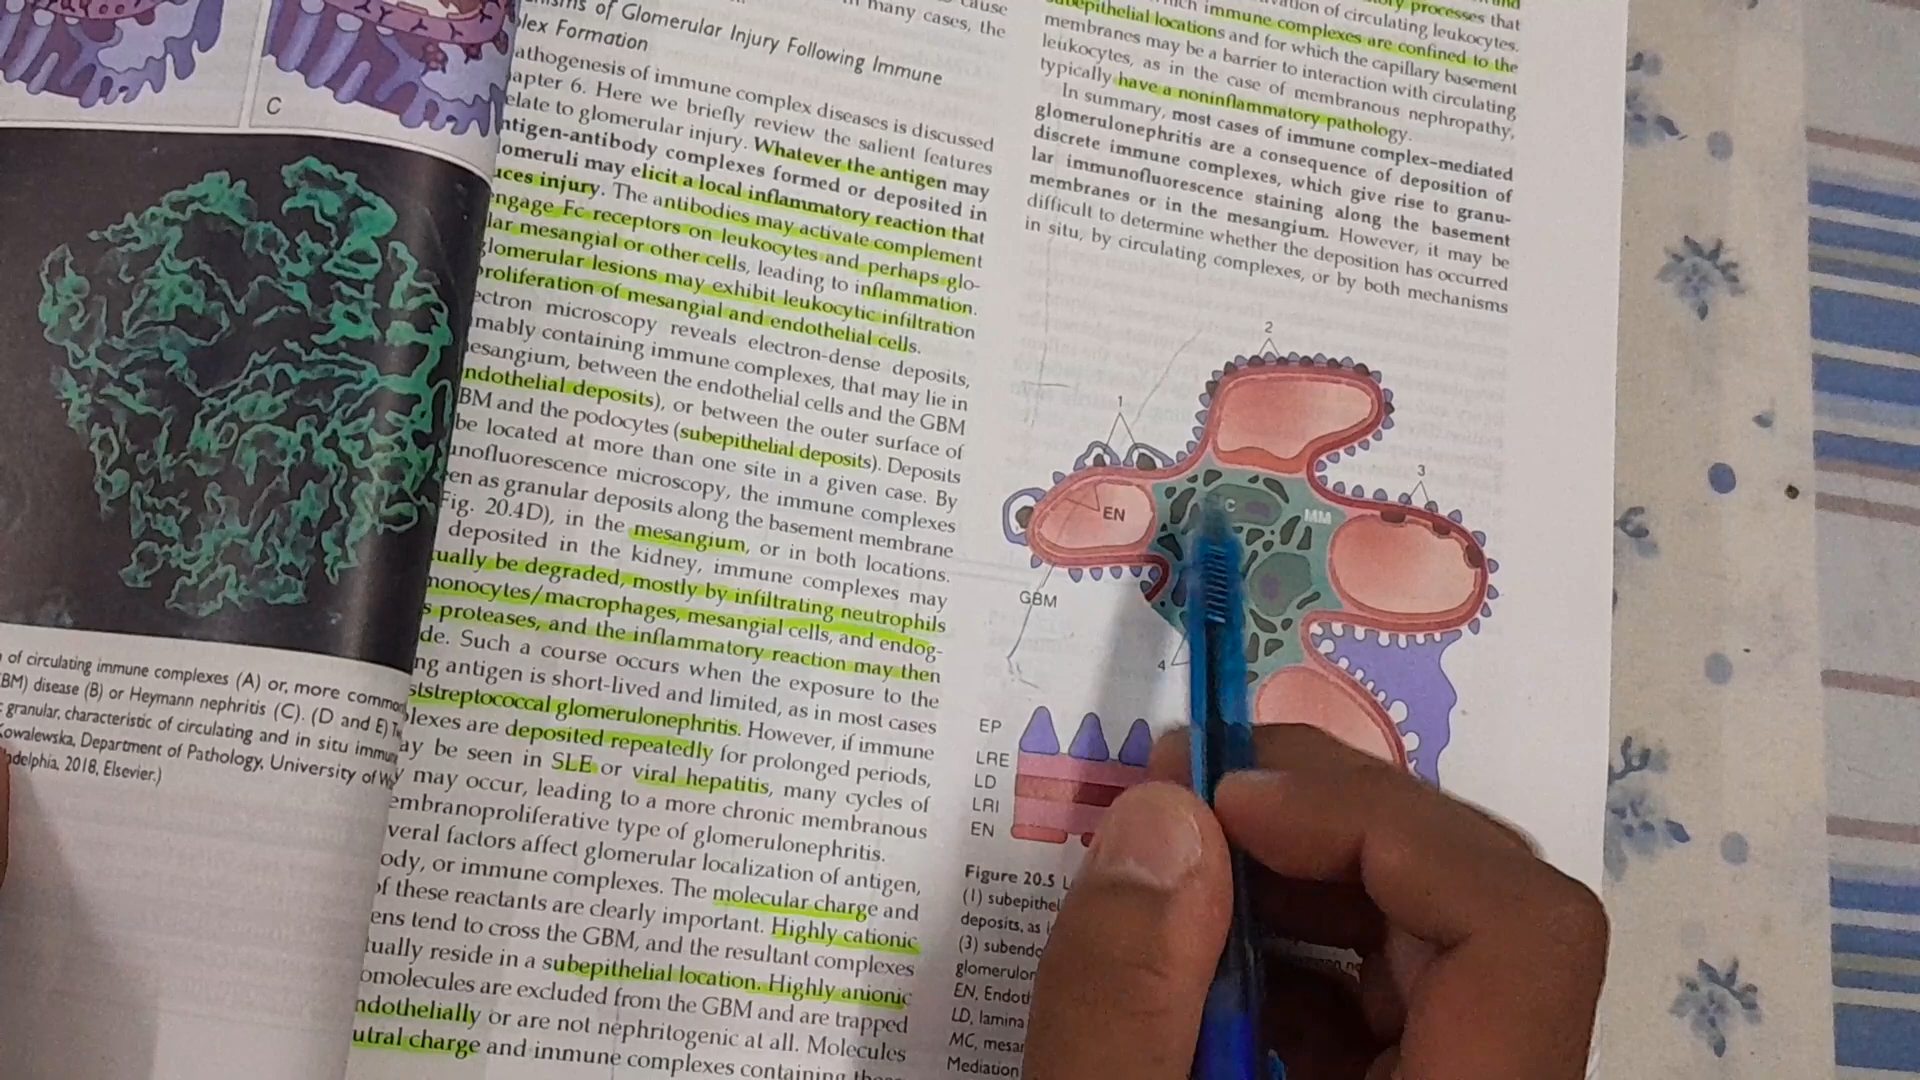 C
of circulating immune complexes (A) or, more common
BM) disease (B) or Heymann nephritis (C). (D and E) T
granular, characteristic of circulating and in situ immun
owalewska, Department of Pathology, University of W
adelphia, 2018, Elsevier.)
many cases, the
isms of Glomerular Injury Following Immune
lex Formation
athogenesis of immune complex diseases is discussed
apter 6. Here we briefly review the salient features
elate to glomerular injury. Whatever the antigen may
ntigen-antibody complexes formed or deposited in
omeruli may elicit a local inflammatory reaction that
uces injury. The antibodies may activate complement
engage Fc receptors on leukocytes and perhaps glo-
lar mesangial or other cells, leading to inflammation.
glomerular lesions may exhibit leukocytic infiltration
proliferation of mesangial and endothelial cells.
ectron microscopy reveals electron-dense deposits,
mably containing immune complexes, that may lie in
esangium, between the endothelial cells and the GBM
ndothelial deposits), or between the outer surface of
BM and the podocytes (subepithelial deposits). Deposits
be located at more than one site in a given case. By
unofluorescence microscopy, the immune complexes
en as granular deposits along the basement membrane
Fig. 20.4D), in the mesangium, or in both locations.
deposited in the kidney, immune complexes may
tually be degraded, mostly by infiltrating neutrophils
monocytes/macrophages, mesangial cells, and endog-
s proteases, and the inflammatory reaction may then
de. Such a course occurs when the exposure to the
ng antigen is short-lived and limited, as in most cases
ststreptococcal glomerulonephritis. However, if immune
plexes are deposited repeatedly for prolonged periods,
ay be seen in SLE or viral hepatitis, many cycles of
y may occur, leading to a more chronic membranous
embranoproliferative type of glomerulonephritis.
veral factors affect glomerular localization of antigen,
ody, or immune complexes. The molecular charge and
of these reactants are clearly important. Highly cationic
ens tend to cross the GBM, and the resultant complexes
tually reside in a subepithelial location. Highly anionic
omolecules are excluded from the GBM and are trapped
ndothelially or are not nephritogenic at all. Molecules
utral charge and immune complexes containing
processes that
of circulating leukocytes.
immune complexes are confined to the
subepithelial locations and for which the capillary basement
membranes may be a barrier to interaction with circulating
leukocytes, as in the case of membranous nephropathy,
typically have a noninflammatory pathology.
In summary, most cases of immune complex–mediated
glomerulonephritis are a consequence of deposition of
discrete immune complexes, which give rise to granu-
lar immunofluorescence staining along the basement
membranes or in the mesangium. However, it may be
difficult to determine whether the deposition has occurred
in situ, by circulating complexes, or by both mechanisms
2
1
3
EN
C
MM
GBM
4
EP
LRE
LD
LRI
EN
Figure 20.5 L
(1) subepithel
deposits, as
(3) subendo
glomerulon
EN, Endot
LD, lamina
MC, mesa
Mediation